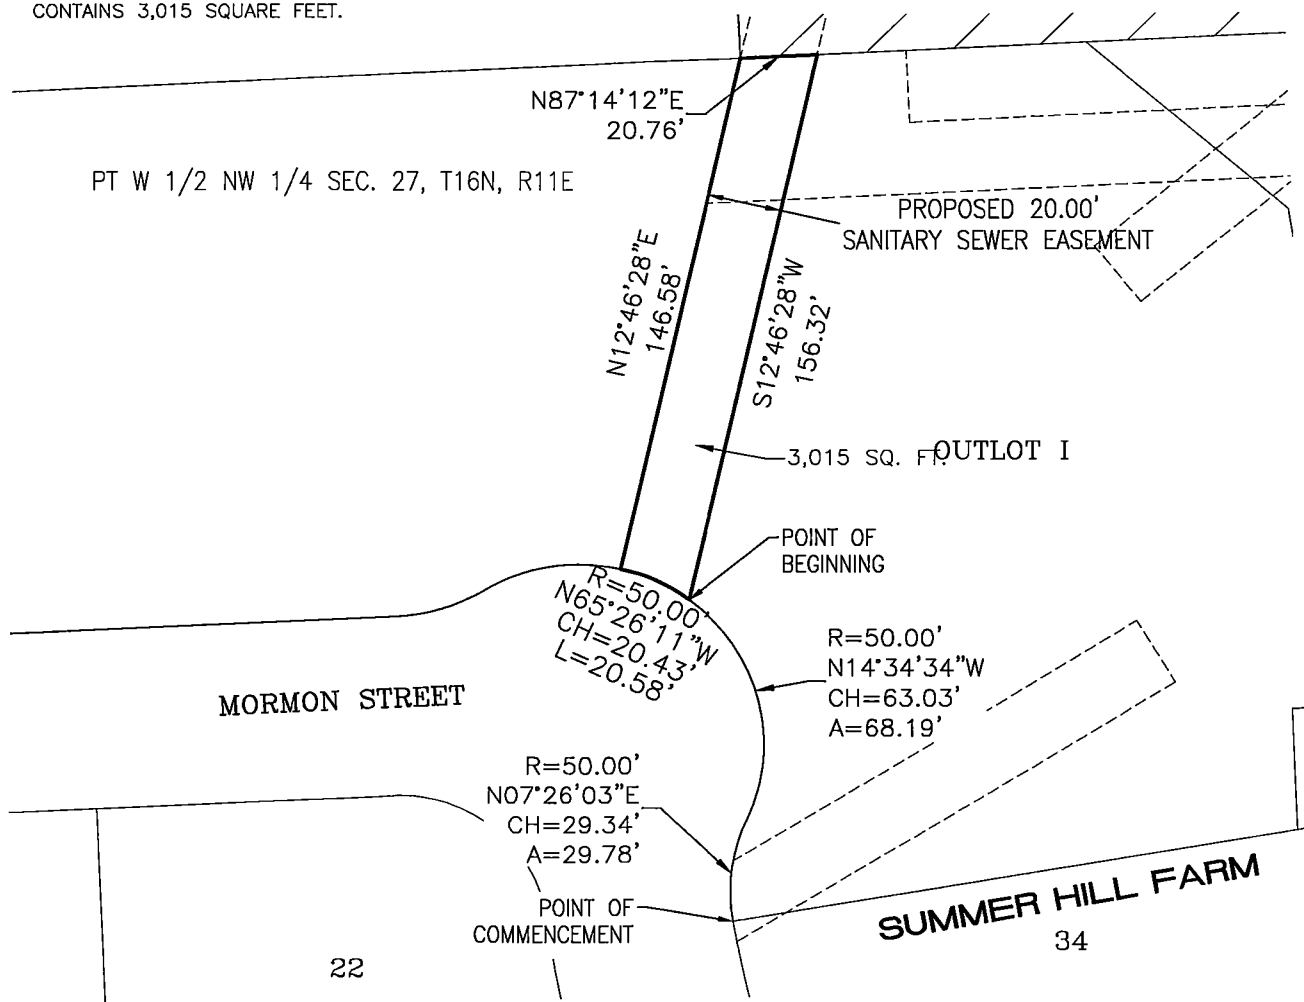 CONTAINS 3,015 SQUARE FEET.
N87°14'12"E
20.76'
PT W 1/2 NW 1/4 SEC. 27, T16N, R11E
PROPOSED 20.00'
SANITARY SEWER EASEMENT
N12°46'28"E
146.58'
S12°46'28"W
156.32'
3,015 SQ. FT.
OUTLOT I
POINT OF
BEGINNING
R=50.00'
N65°26'11"W
CH=20.43'
L=20.58'
R=50.00'
N14°34'34"W
CH=63.03'
A=68.19'
MORMON STREET
R=50.00'
N07°26'03"E
CH=29.34'
A=29.78'
POINT OF
COMMENCEMENT
SUMMER HILL FARM
34
22